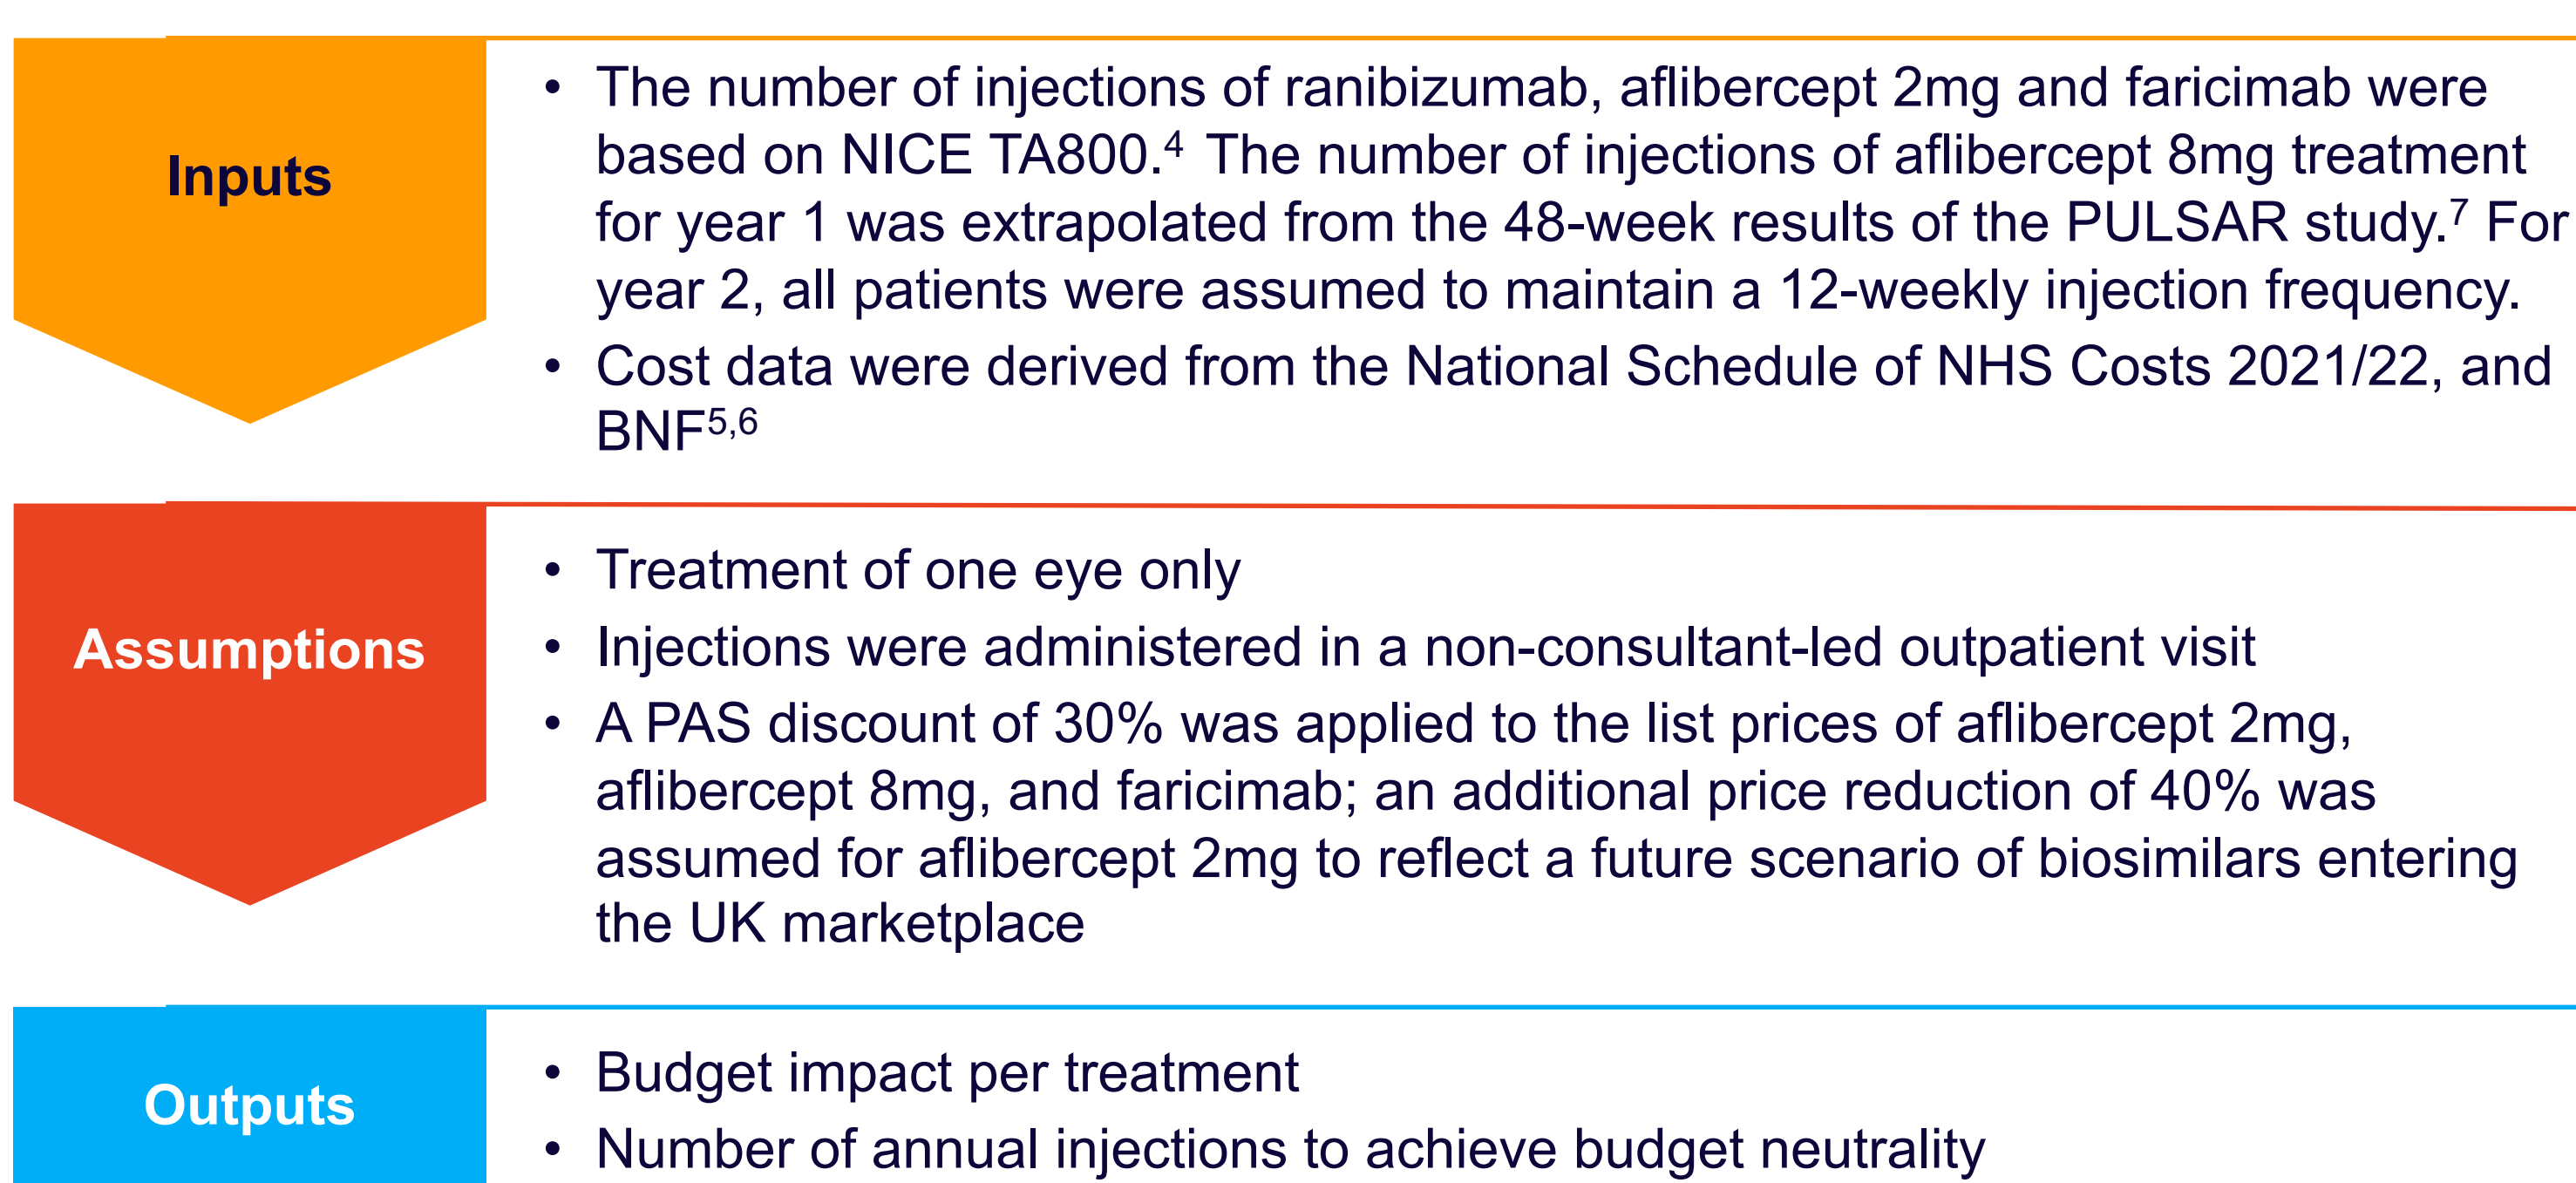 Inputs
• The number of injections of ranibizumab, aflibercept 2mg and faricimab were
based on NICE TA800.⁴ The number of injections of aflibercept 8mg treatment
for year 1 was extrapolated from the 48-week results of the PULSAR study.⁷ For
year 2, all patients were assumed to maintain a 12-weekly injection frequency.
• Cost data were derived from the National Schedule of NHS Costs 2021/22, and
BNF⁵,⁶
Assumptions
• Treatment of one eye only
• Injections were administered in a non-consultant-led outpatient visit
• A PAS discount of 30% was applied to the list prices of aflibercept 2mg,
aflibercept 8mg, and faricimab; an additional price reduction of 40% was
assumed for aflibercept 2mg to reflect a future scenario of biosimilars entering
the UK marketplace
Outputs
• Budget impact per treatment
• Number of annual injections to achieve budget neutrality